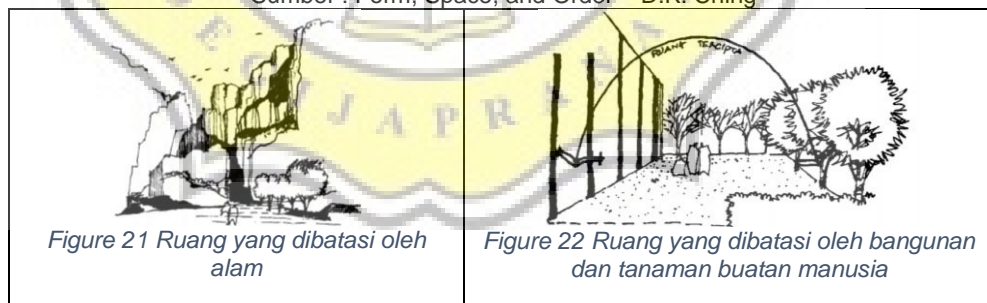 Sumber : Form, Space, and Order – D.K. Ching
RUANG TERCIPTA
JAPRA
Figure 21 Ruang yang dibatasi oleh
alam
Figure 22 Ruang yang dibatasi oleh bangunan
dan tanaman buatan manusia